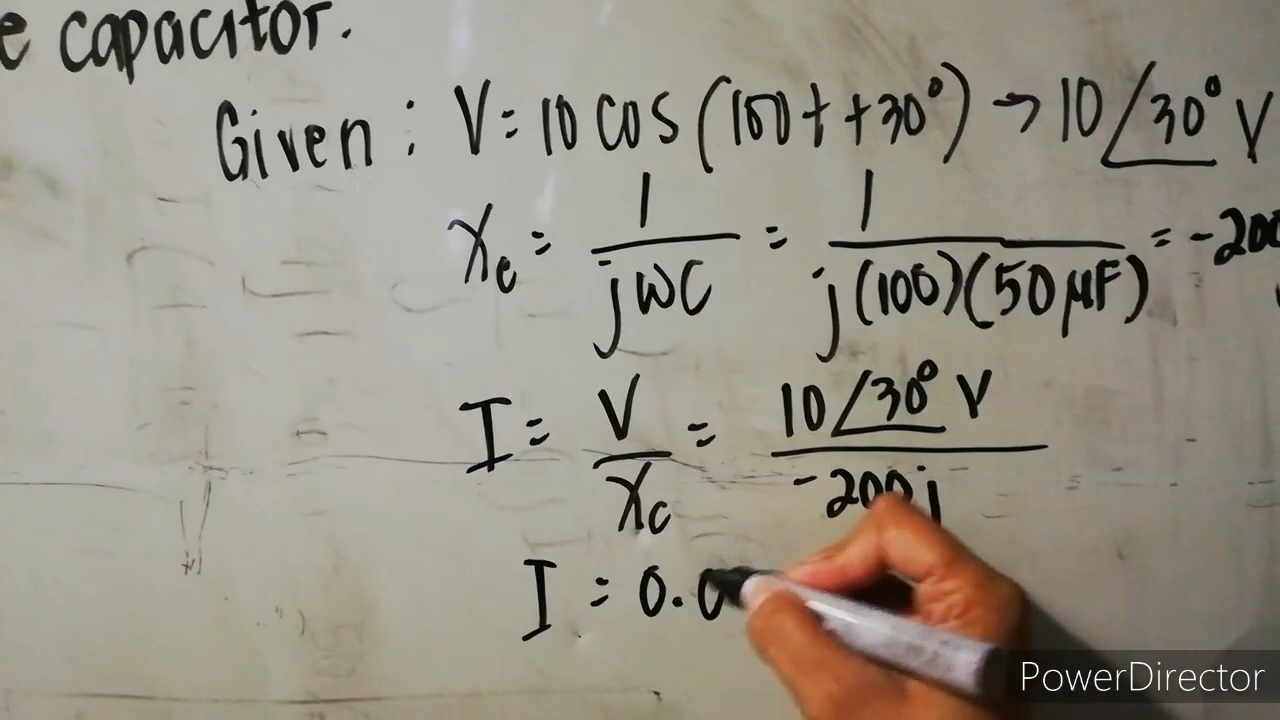 e capacitor.
Given : V = 10 cos (100t + 30°) → 10 /30° V
Xc = 1 / jωC = 1 / j(100)(50μF) = -200
I = V / Xc = 10 /30° V / -200j
I = 0.0
PowerDirector